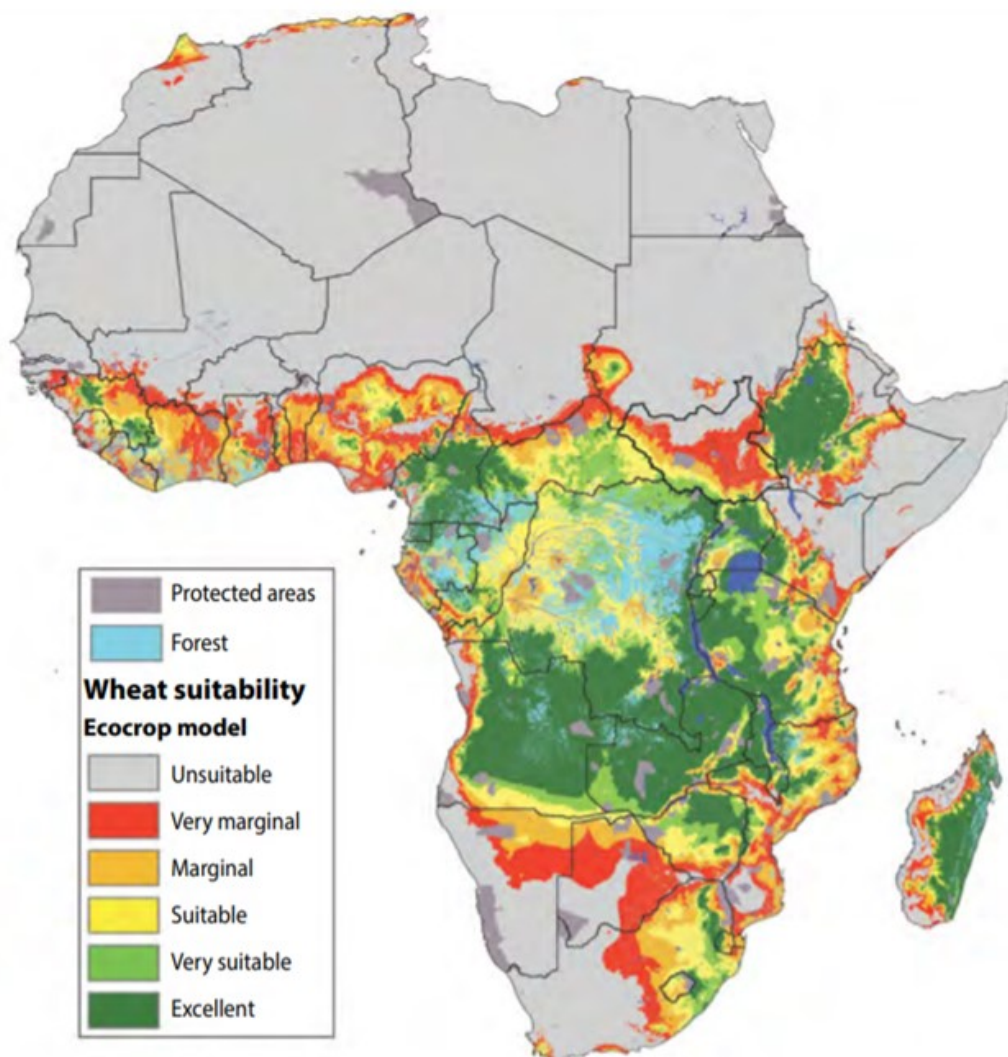 Protected areas
Forest
Wheat suitability
Ecocrop model
Unsuitable
Very marginal
Marginal
Suitable
Very suitable
Excellent